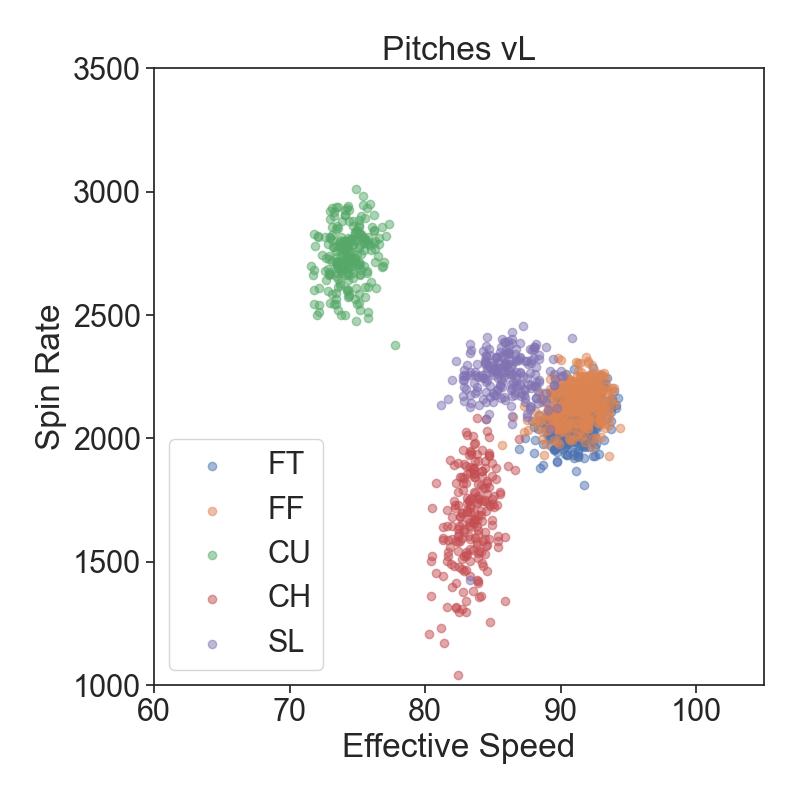 Pitches vL
3500
3000
2500
2000
1500
1000
Spin Rate
FT
FF
CU
CH
SL
60 70 80 90 100
Effective Speed